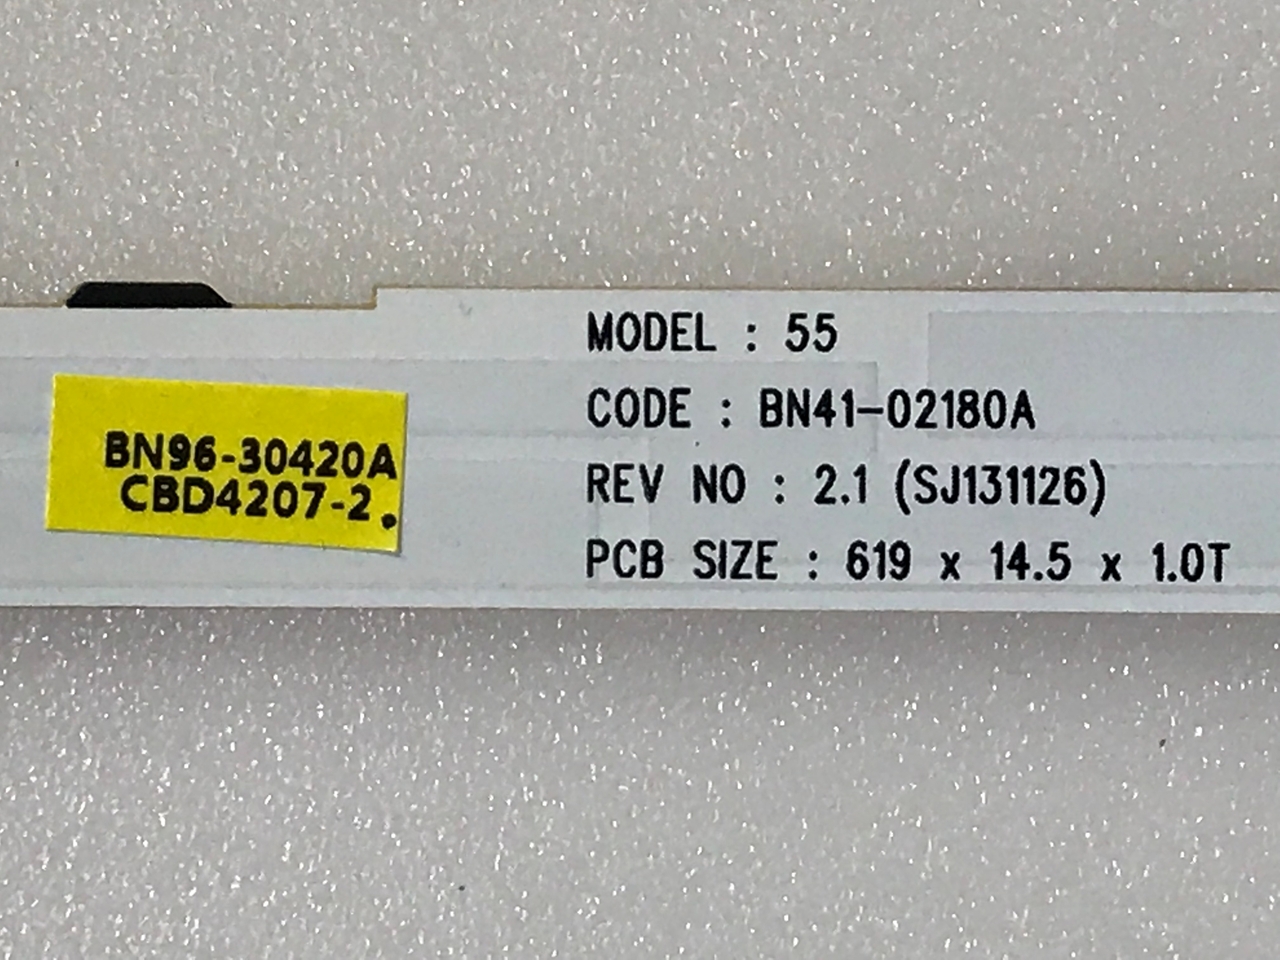 BN96-30420A
CBD4207-2.
MODEL : 55
CODE : BN41-02180A
REV NO : 2.1 (SJ131126)
PCB SIZE : 619 x 14.5 x 1.0T